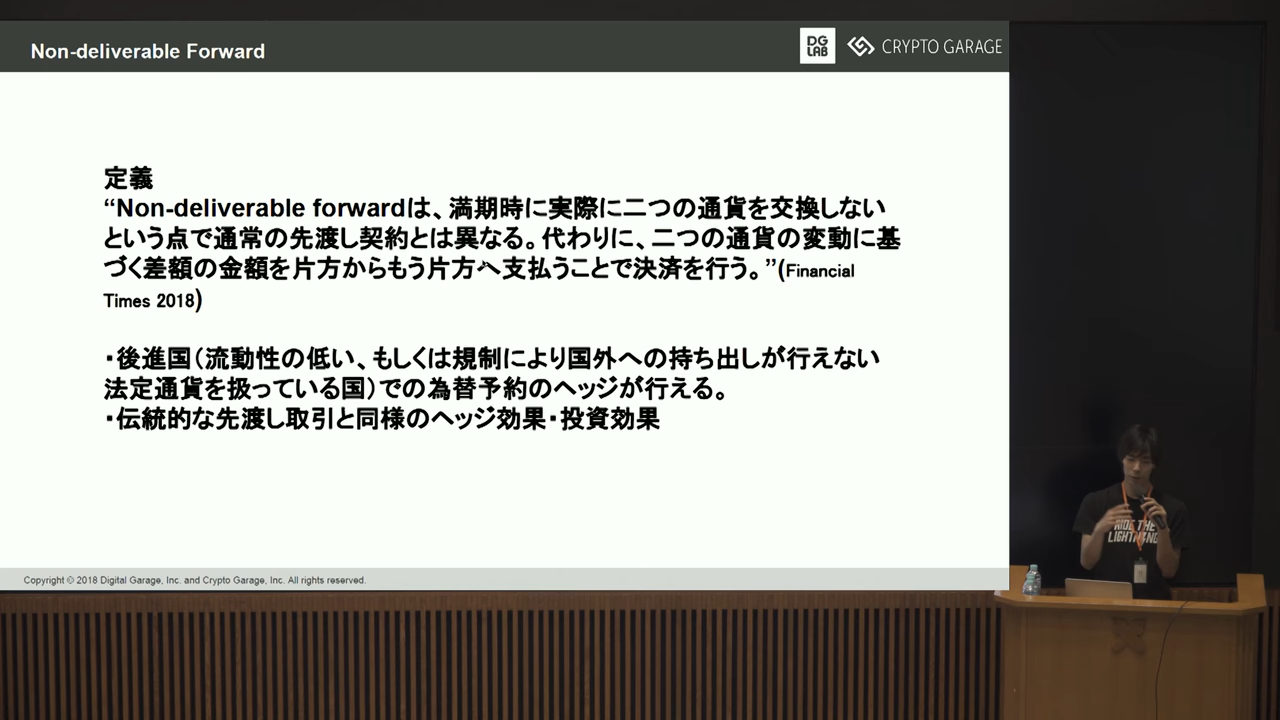 Non-deliverable Forward
DG
LAB
CRYPTO GARAGE
定義
“Non-deliverable forwardは、満期時に実際に二つの通貨を交換しない
という点で通常の先渡し契約とは異なる。代わりに、二つの通貨の変動に基
づく差額の金額を片方からもう片方へ支払うことで決済を行う。”(Financial
Times 2018)
・後進国（流動性の低い、もしくは規制により国外への持ち出しが行えない
法定通貨を扱っている国）での為替予約のヘッジが行える。
・伝統的な先渡し取引と同様のヘッジ効果・投資効果
Copyright © 2018 Digital Garage, Inc. and Crypto Garage, Inc. All rights reserved.
RIDE THE
LIGHTNING